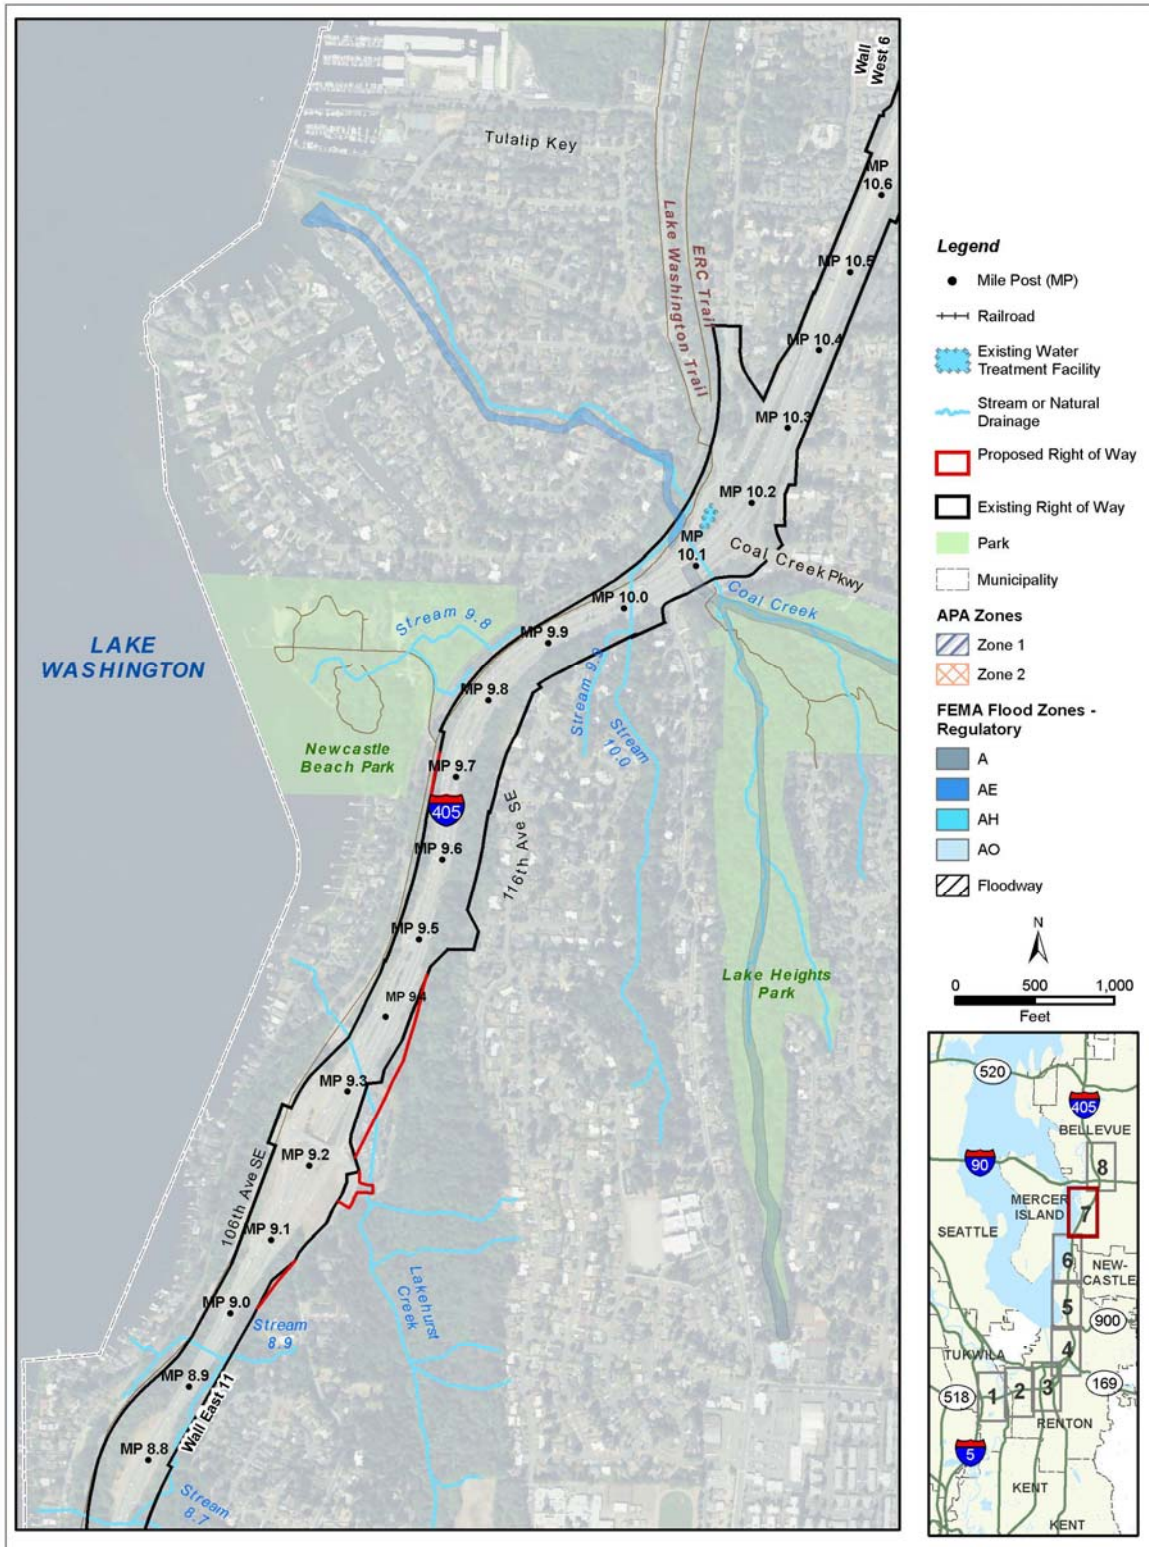 Wall
West 6
Tulalip Key
MP
10.6
Lake Washington Trail
ERC Trail
MP 10.5
MP 10.4
MP 10.3
MP 10.2
MP
10.1
Coal Creek Pkwy
Coal Creek
MP 10.0
Stream 9.8
MP 9.9
LAKE
WASHINGTON
MP 9.8
Stream 9.9
Stream
10.0
Newcastle
Beach Park
MP 9.7
405
116th Ave SE
MP 9.6
MP 9.5
Lake Heights
Park
MP 9.4
MP 9.3
MP 9.2
106th Ave SE
MP 9.1
Lakehurst
Creek
MP 9.0
Stream
8.9
MP 8.9
Wall East 11
MP 8.8
Stream
8.7
Legend
Mile Post (MP)
Railroad
Existing Water
Treatment Facility
Stream or Natural
Drainage
Proposed Right of Way
Existing Right of Way
Park
Municipality
APA Zones
Zone 1
Zone 2
FEMA Flood Zones -
Regulatory
A
AE
AH
AO
Floodway
N
0 500 1,000
Feet
520
405
BELLEVUE
90
8
MERCER
ISLAND
7
SEATTLE
6
NEW-
CASTLE
5
900
4
TUKWILA
518
1
2
3
169
RENTON
5
KENT
KENT